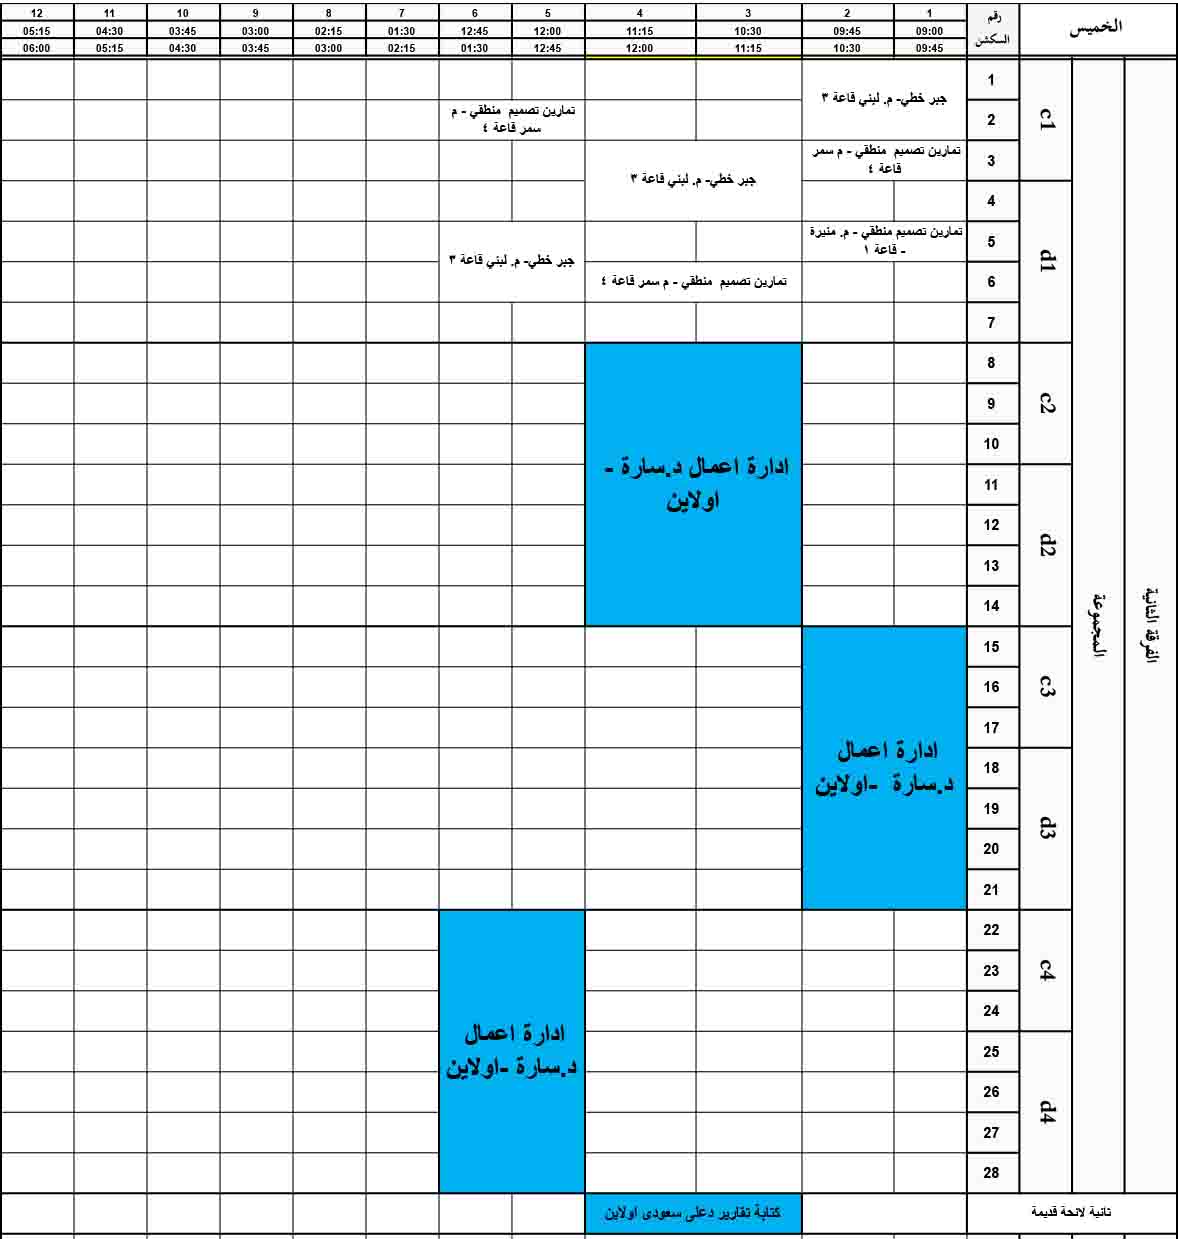 الخميس
رقم
السكشن
1 2 3 4 5 6 7 8 9 10 11 12
09:00 09:45 10:30 11:15 12:00 12:45 01:30 02:15 03:00 03:45 04:30 05:15
09:45 10:30 11:15 12:00 12:45 01:30 02:15 03:00 03:45 04:30 05:15 06:00
الفرقة الثانية
المجموعة
c1
1
جبر خطي- م. لبني قاعة ٣
2
تمارين تصميم منطقي - م
سمر قاعة ٤
3
تمارين تصميم منطقي - م سمر
قاعة ٤
جبر خطي- م. لبني قاعة ٣
d1
4
5
تمارين تصميم منطقي - م. منيرة
- قاعة ١
جبر خطي- م. لبني قاعة ٣
6
تمارين تصميم منطقي - م سمر قاعة ٤
7
c2
8
9
10
ادارة اعمال د.سارة -
اولاين
d2
11
12
13
14
c3
15
16
17
ادارة اعمال
د.سارة -اولاين
d3
18
19
20
21
c4
22
23
24
ادارة اعمال
د.سارة -اولاين
d4
25
26
27
28
ثانية لائحة قديمة
كتابة تقارير دعلى سعودى اولاين